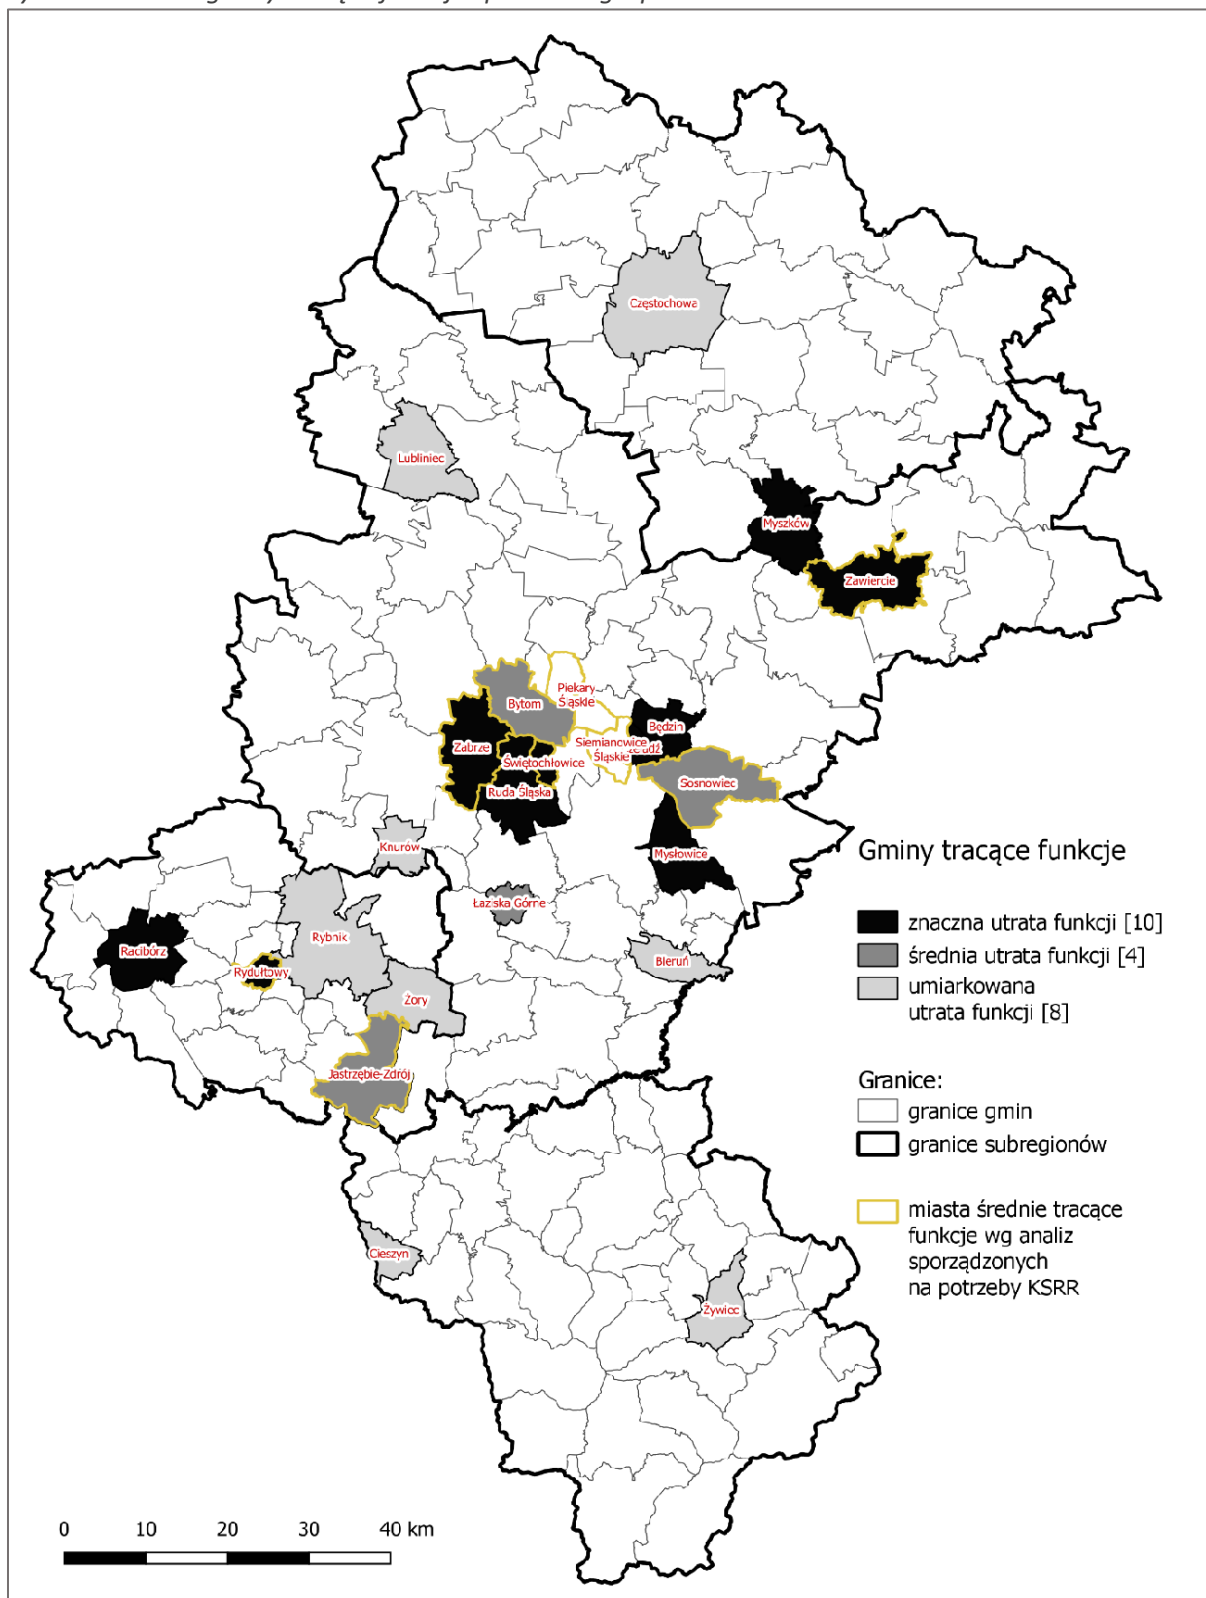 Częstochowa
Lubliniec
Myszków
Zawiercie
Piekary
Śląskie
Bytom
Będzin
Siemianowice
Śląskie
Zabrze
Świętochłowice
Sosnowiec
Ruda Śląska
Knurów
Mysłowice
Łaziska Górne
Racibórz
Rybnik
Rydułtowy
Bieruń
Żory
Jastrzębie-Zdrój
Cieszyn
Żywiec
Gminy tracące funkcje
znaczna utrata funkcji [10]
średnia utrata funkcji [4]
umiarkowana
utrata funkcji [8]
Granice:
granice gmin
granice subregionów
miasta średnie tracące
funkcje wg analiz
sporządzonych
na potrzeby KSRR
0 10 20 30 40 km